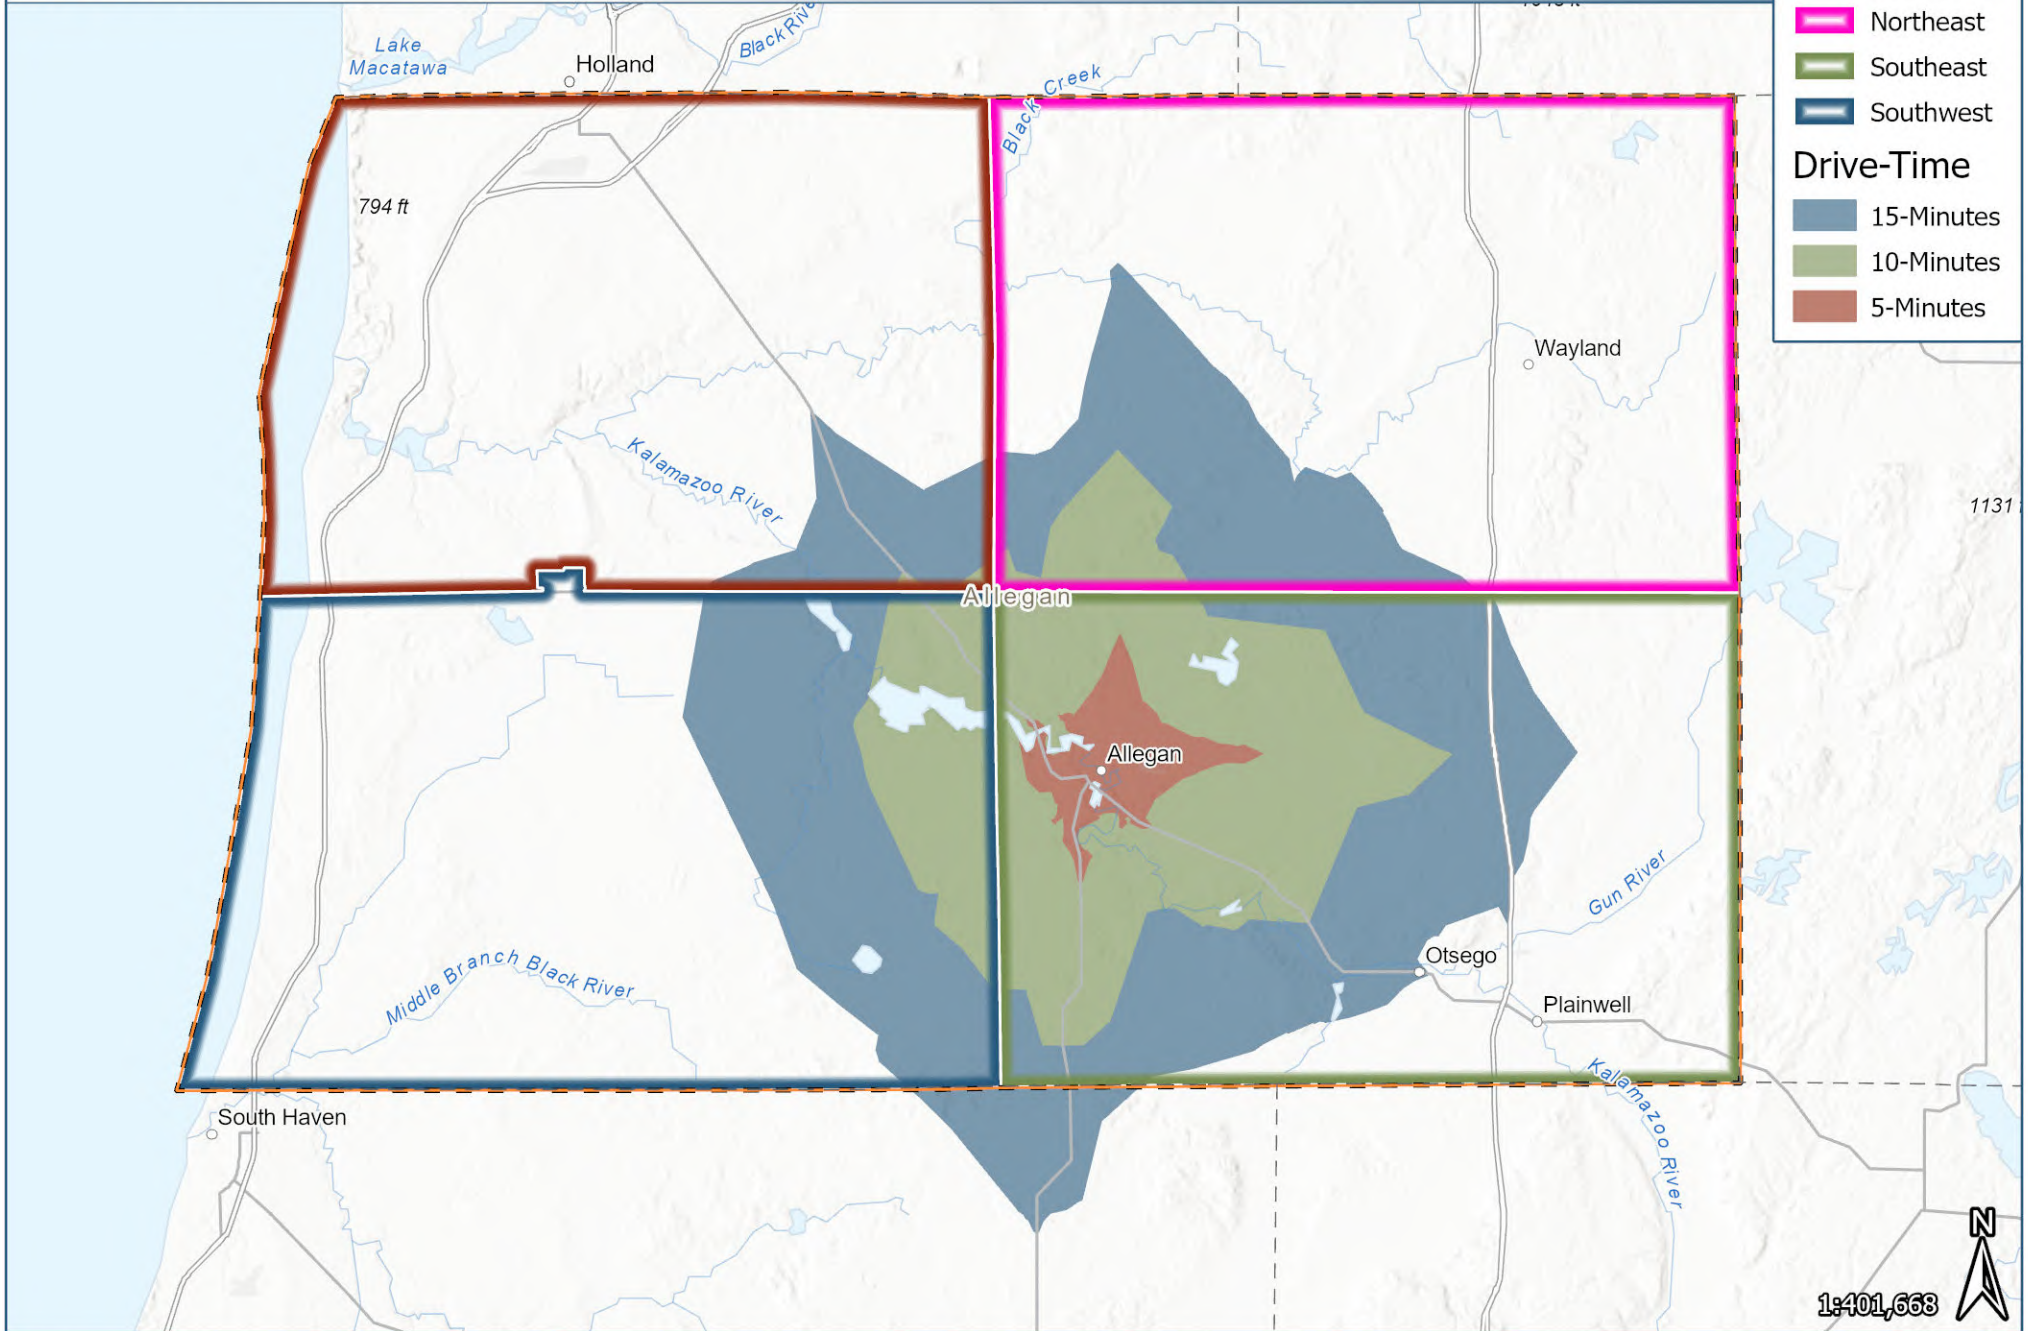 Northeast
Southeast
Southwest
Drive-Time
15-Minutes
10-Minutes
5-Minutes
Lake
Macatawa
Holland
Black River
Black Creek
794 ft
Wayland
Kalamazoo River
1131
Allegan
Allegan
Gun River
Otsego
Middle Branch Black River
Plainwell
Kalamazoo River
South Haven
N
1:401,668